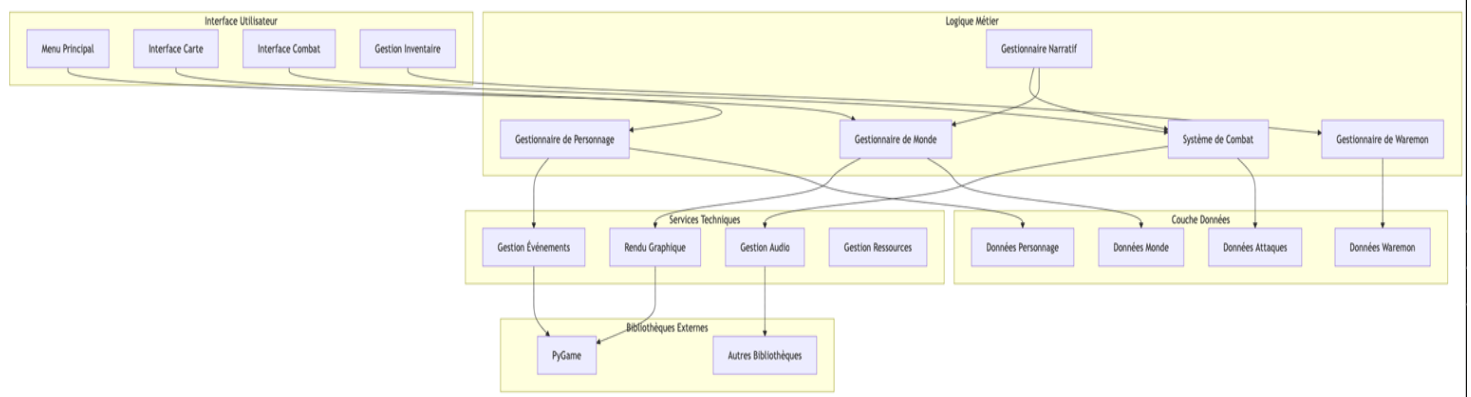 Interface Utilisateur
Menu Principal
Interface Carte
Interface Combat
Gestion Inventaire
Logique Métier
Gestionnaire Narratif
Gestionnaire de Personnage
Gestionnaire de Monde
Système de Combat
Gestionnaire de Waremon
Services Techniques
Gestion Événements
Rendu Graphique
Gestion Audio
Gestion Ressources
Couche Données
Données Personnage
Données Monde
Données Attaques
Données Waremon
Bibliothèques Externes
PyGame
Autres Bibliothèques